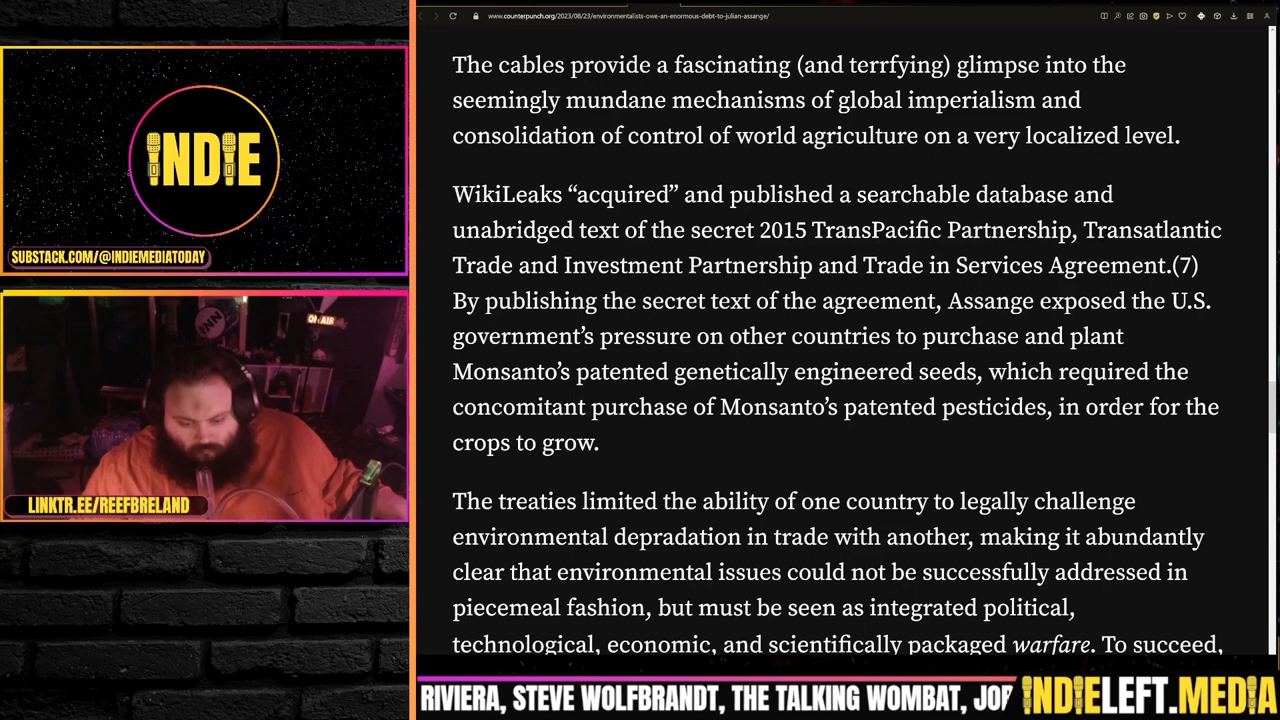 www.counterpunch.org/2023/08/23/environmentalists-owe-an-enormous-debt-to-julian-assange/
INDIE
SUBSTACK.COM/@INDIEMEDIATODAY
INN
ON AIR
LINKTR.EE/REEFBRELAND
The cables provide a fascinating (and terrfying) glimpse into the
seemingly mundane mechanisms of global imperialism and
consolidation of control of world agriculture on a very localized level.
WikiLeaks “acquired” and published a searchable database and
unabridged text of the secret 2015 TransPacific Partnership, Transatlantic
Trade and Investment Partnership and Trade in Services Agreement.(7)
By publishing the secret text of the agreement, Assange exposed the U.S.
government’s pressure on other countries to purchase and plant
Monsanto’s patented genetically engineered seeds, which required the
concomitant purchase of Monsanto’s patented pesticides, in order for the
crops to grow.
The treaties limited the ability of one country to legally challenge
environmental depradation in trade with another, making it abundantly
clear that environmental issues could not be successfully addressed in
piecemeal fashion, but must be seen as integrated political,
technological, economic, and scientifically packaged warfare. To succeed,
RIVIERA, STEVE WOLFBRANDT, THE TALKING WOMBAT,
INDIELEFT.MEDIA